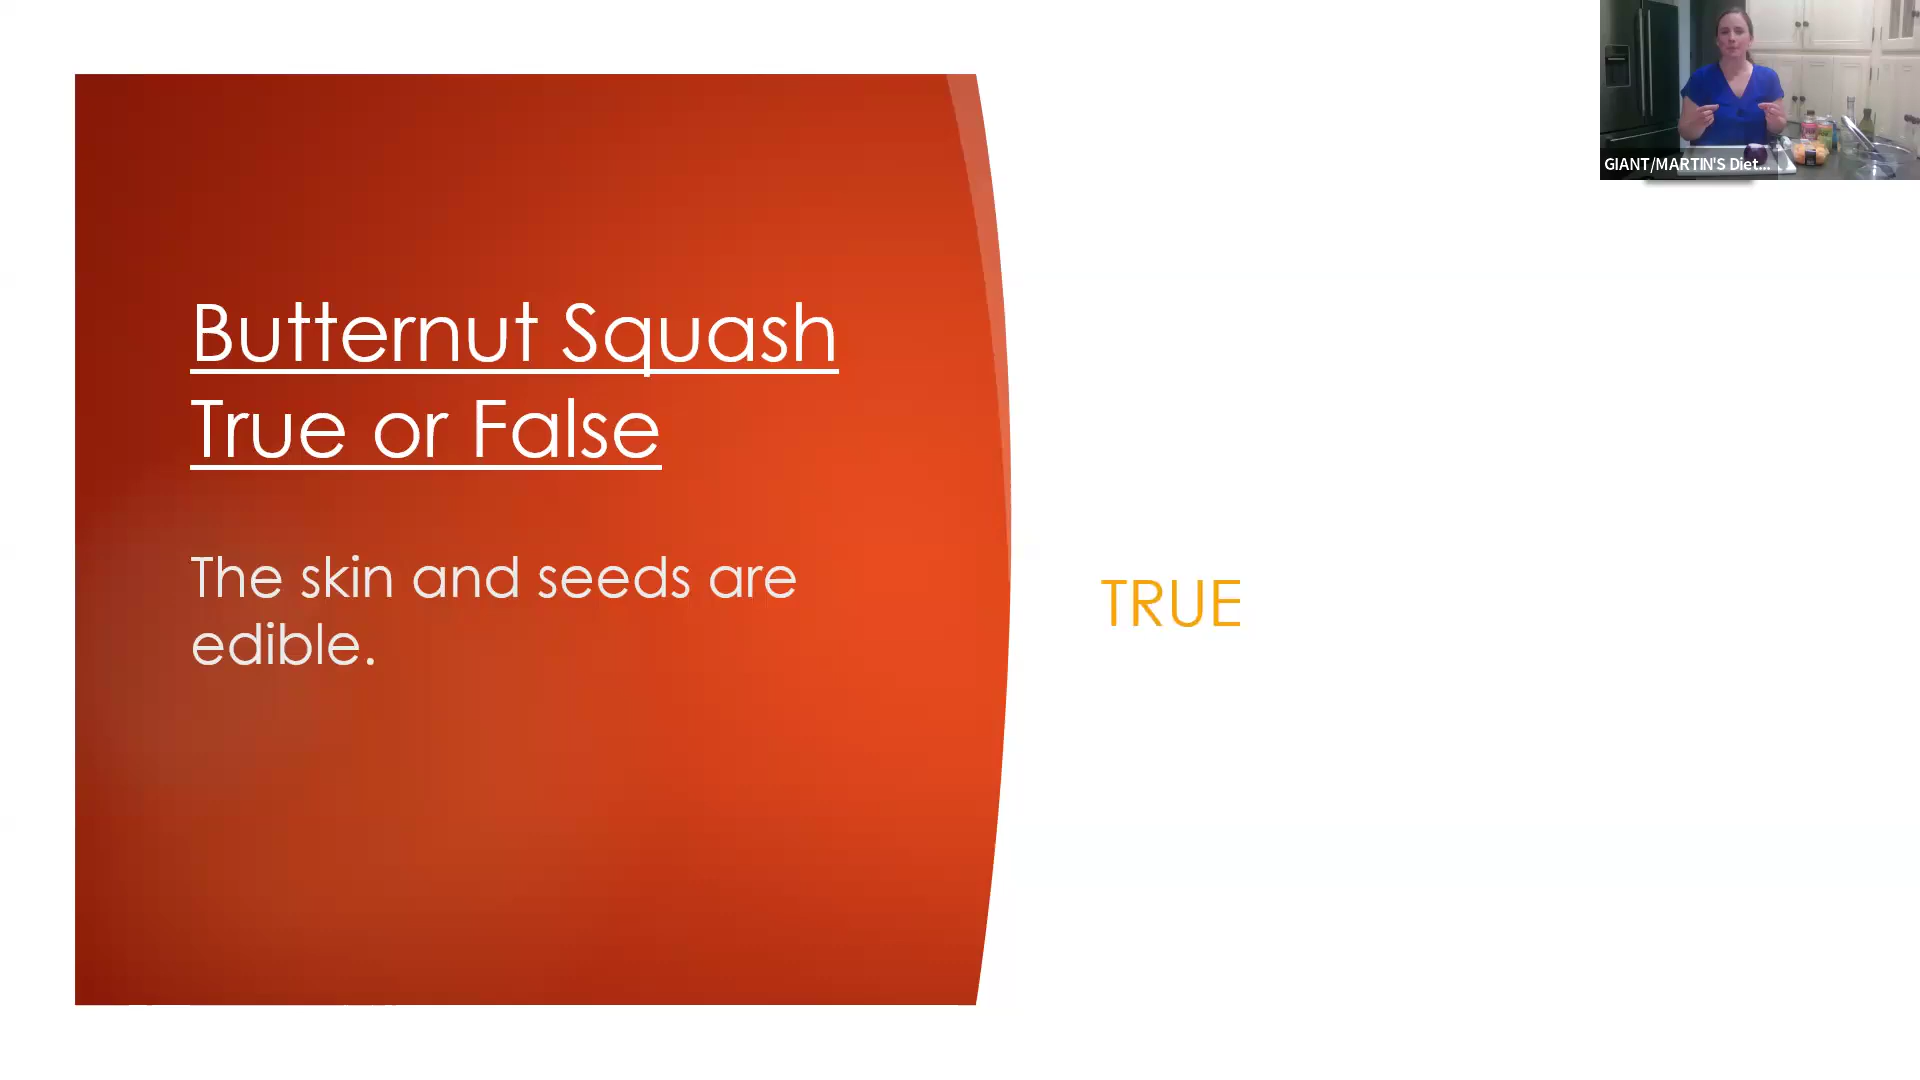 Butternut Squash
True or False
The skin and seeds are
edible.
TRUE
GIANT/MARTIN'S Diet...